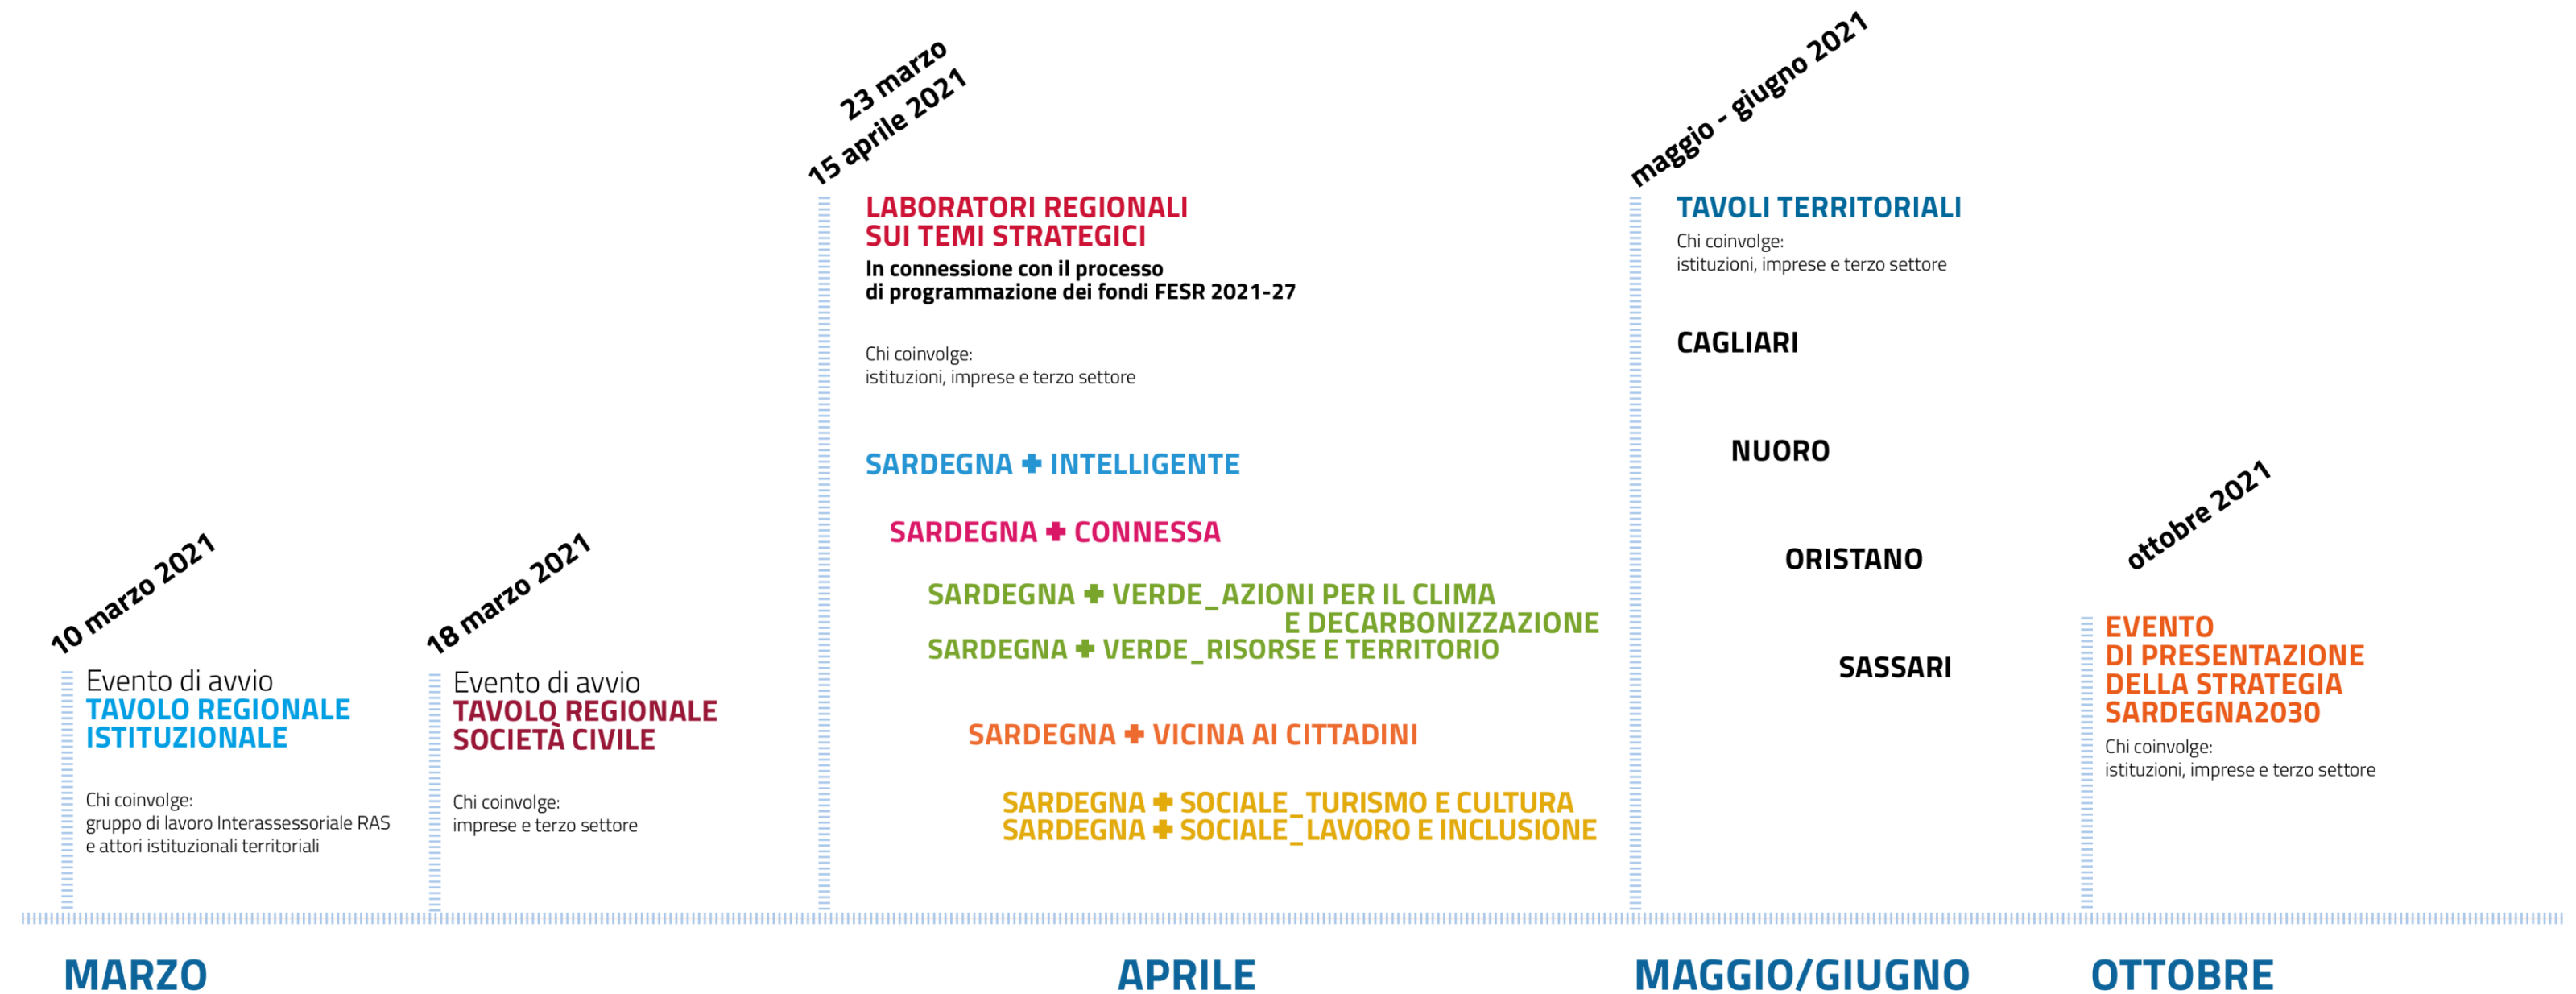 10 marzo 2021
Evento di avvio
TAVOLO REGIONALE
ISTITUZIONALE
Chi coinvolge:
gruppo di lavoro Interassessoriale RAS
e attori istituzionali territoriali
18 marzo 2021
Evento di avvio
TAVOLO REGIONALE
SOCIETÀ CIVILE
Chi coinvolge:
imprese e terzo settore
23 marzo
15 aprile 2021
LABORATORI REGIONALI
SUI TEMI STRATEGICI
In connessione con il processo
di programmazione dei fondi FESR 2021-27
Chi coinvolge:
istituzioni, imprese e terzo settore
SARDEGNA + INTELLIGENTE
SARDEGNA + CONNESSA
SARDEGNA + VERDE_AZIONI PER IL CLIMA
E DECARBONIZZAZIONE
SARDEGNA + VERDE_RISORSE E TERRITORIO
SARDEGNA + VICINA AI CITTADINI
SARDEGNA + SOCIALE_TURISMO E CULTURA
SARDEGNA + SOCIALE_LAVORO E INCLUSIONE
maggio - giugno 2021
TAVOLI TERRITORIALI
Chi coinvolge:
istituzioni, imprese e terzo settore
CAGLIARI
NUORO
ORISTANO
SASSARI
ottobre 2021
EVENTO
DI PRESENTAZIONE
DELLA STRATEGIA
SARDEGNA2030
Chi coinvolge:
istituzioni, imprese e terzo settore
MARZO
APRILE
MAGGIO/GIUGNO
OTTOBRE